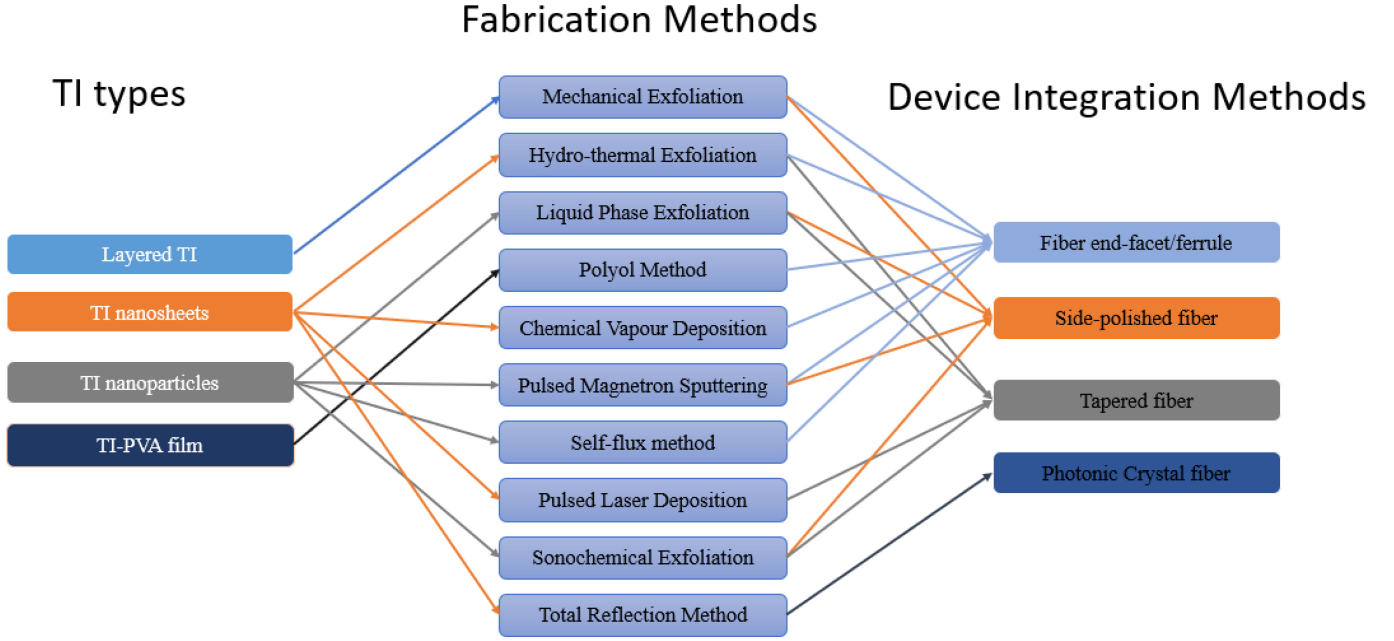 Fabrication Methods
TI types
Device Integration Methods
Layered TI
TI nanosheets
TI nanoparticles
TI-PVA film
Mechanical Exfoliation
Hydro-thermal Exfoliation
Liquid Phase Exfoliation
Polyol Method
Chemical Vapour Deposition
Pulsed Magnetron Sputtering
Self-flux method
Pulsed Laser Deposition
Sonochemical Exfoliation
Total Reflection Method
Fiber end-facet/ferrule
Side-polished fiber
Tapered fiber
Photonic Crystal fiber